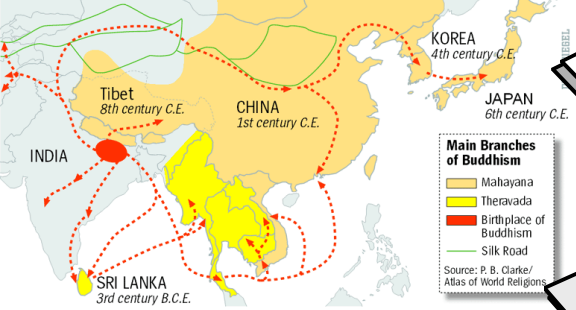 KOREA
4th century C.E.
Tibet
8th century C.E.
CHINA
1st century C.E.
JAPAN
6th century C.E.
INDIA
SRI LANKA
3rd century B.C.E.
Main Branches
of Buddhism
Mahayana
Theravada
Birthplace of
Buddhism
Silk Road
Source: P. B. Clarke/
Atlas of World Religions